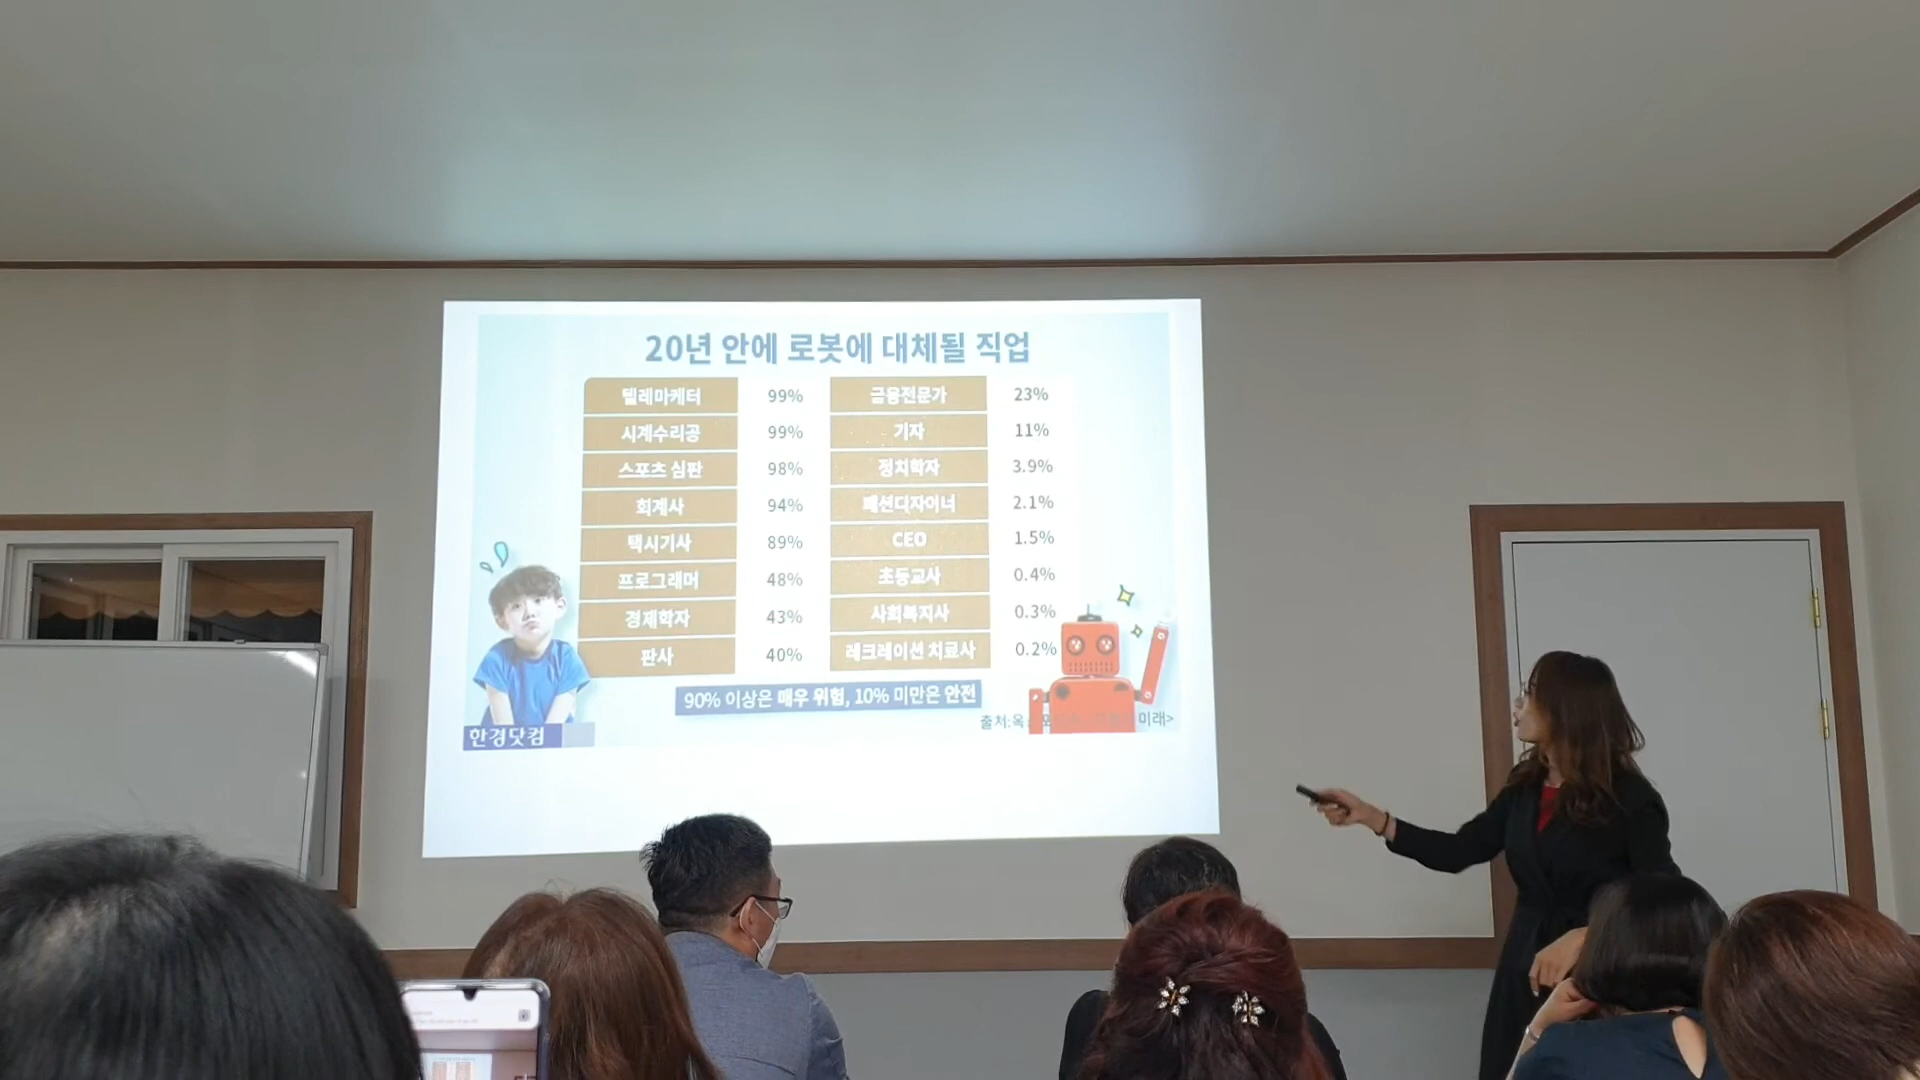 20년 안에 로봇에 대체될 직업
텔레마케터 99% 금융전문가 23%
시계수리공 99% 기자 11%
스포츠 심판 98% 정치학자 3.9%
회계사 94% 패션디자이너 2.1%
택시기사 89% CEO 1.5%
프로그래머 48% 초등교사 0.4%
경제학자 43% 사회복지사 0.3%
판사 40% 레크레이션 치료사 0.2%
90% 이상은 매우 위험, 10% 미만은 안전
출처: 미래>
한경닷컴